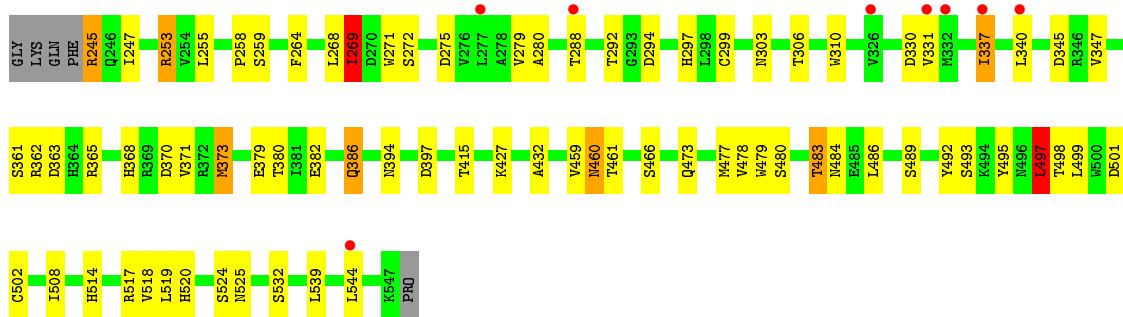 GLY LYS GLN PHE R245 Q246 I247 R253 V254 L255 P258 S259 F264 L268 I269 D270 W271 S272 D275 V276 L277 A278 V279 A280 T288 T292 G293 D294 H297 L298 C299 N303 T306 W310 V326 D330 V331 M332 I337 L340 D345 R346 V347
S361 R362 D363 H364 R365 H368 R369 D370 V371 R372 M373 E379 T380 I381 E382 Q386 N394 D397 T415 K427 A432 V459 N460 T461 S466 Q473 M477 V478 W479 S480 T483 N484 E485 L486 S489 Y492 S493 K494 Y495 N496 L497 T498 L499 W500 D501
C502 I508 H514 R517 V518 L519 H520 S524 N525 S532 L539 L544 K547 PRO